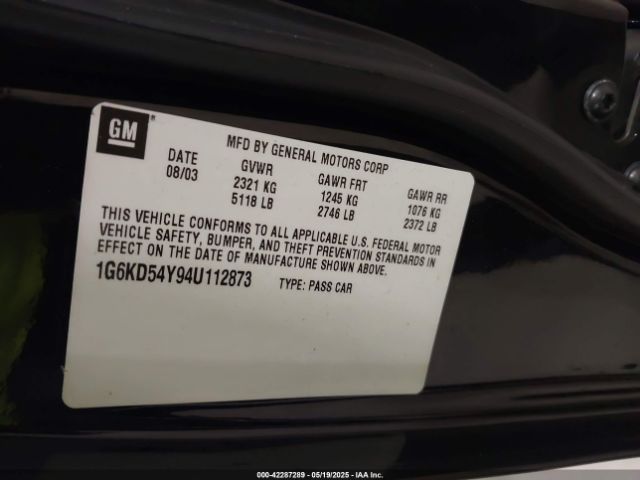 GM®
MFD BY GENERAL MOTORS CORP
DATE GVWR GAWR FRT GAWR RR
08/03 2321 KG 1245 KG 1076 KG
5118 LB 2746 LB 2372 LB
THIS VEHICLE CONFORMS TO ALL APPLICABLE U.S. FEDERAL MOTOR
VEHICLE SAFETY, BUMPER, AND THEFT PREVENTION STANDARDS IN
EFFECT ON THE DATE OF MANUFACTURE SHOWN ABOVE.
1G6KD54Y94U112873 TYPE: PASS CAR
000-42287289 - 05/19/2025 - IAA Inc.